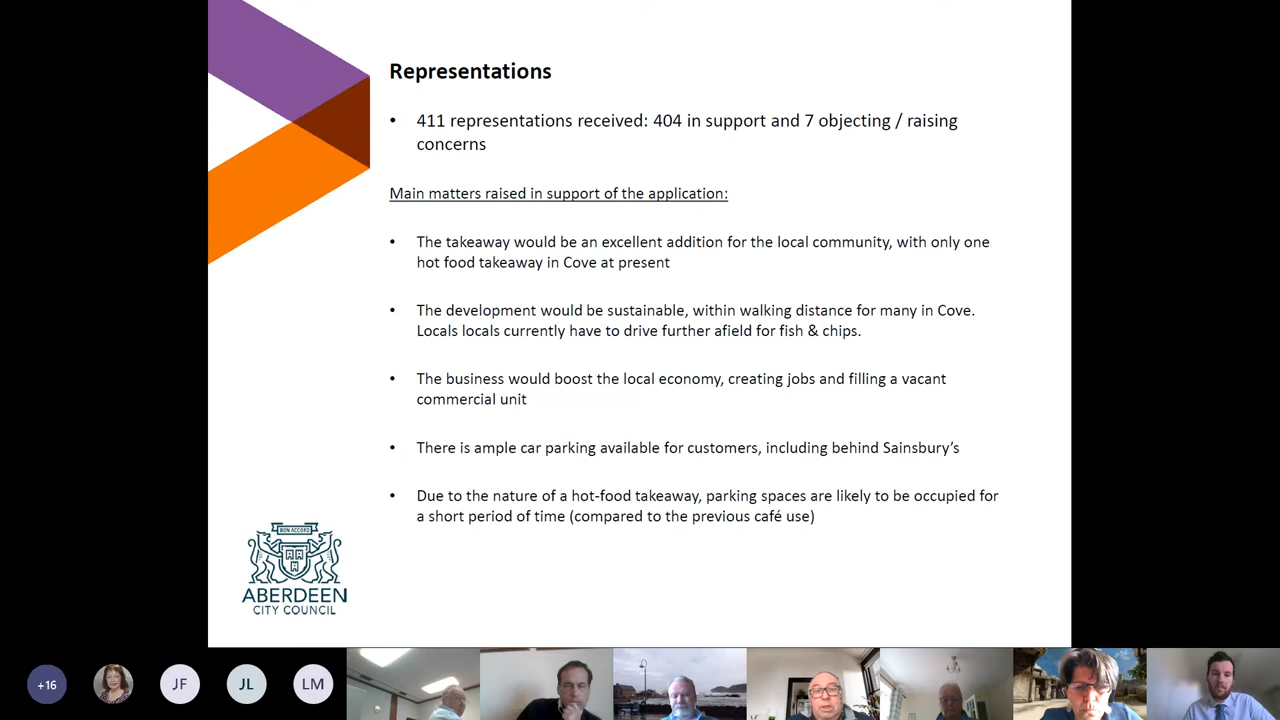 Representations
• 411 representations received: 404 in support and 7 objecting / raising
concerns
Main matters raised in support of the application:
• The takeaway would be an excellent addition for the local community, with only one
hot food takeaway in Cove at present
• The development would be sustainable, within walking distance for many in Cove.
Locals locals currently have to drive further afield for fish & chips.
• The business would boost the local economy, creating jobs and filling a vacant
commercial unit
• There is ample car parking available for customers, including behind Sainsbury’s
• Due to the nature of a hot-food takeaway, parking spaces are likely to be occupied for
a short period of time (compared to the previous café use)
BON ACCORD
ABERDEEN
CITY COUNCIL
+16
JF
JL
LM